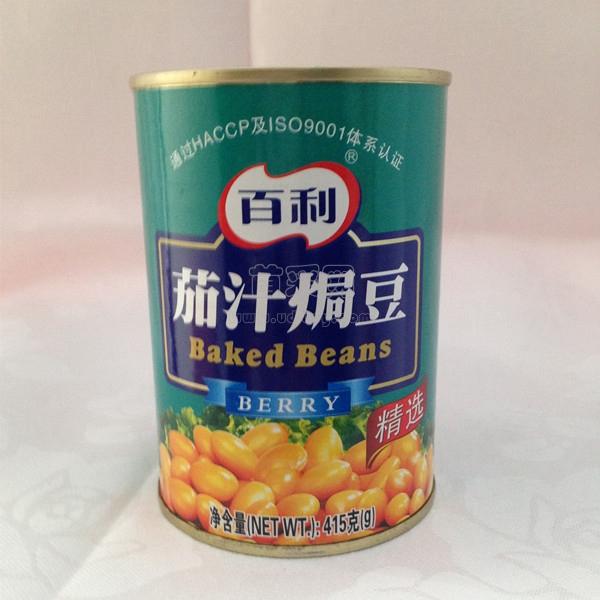 通过HACCP及ISO9001体系认证
®
百利
茄汁焗豆
Baked Beans
BERRY
精选
净含量(NET WT.): 415克(g)